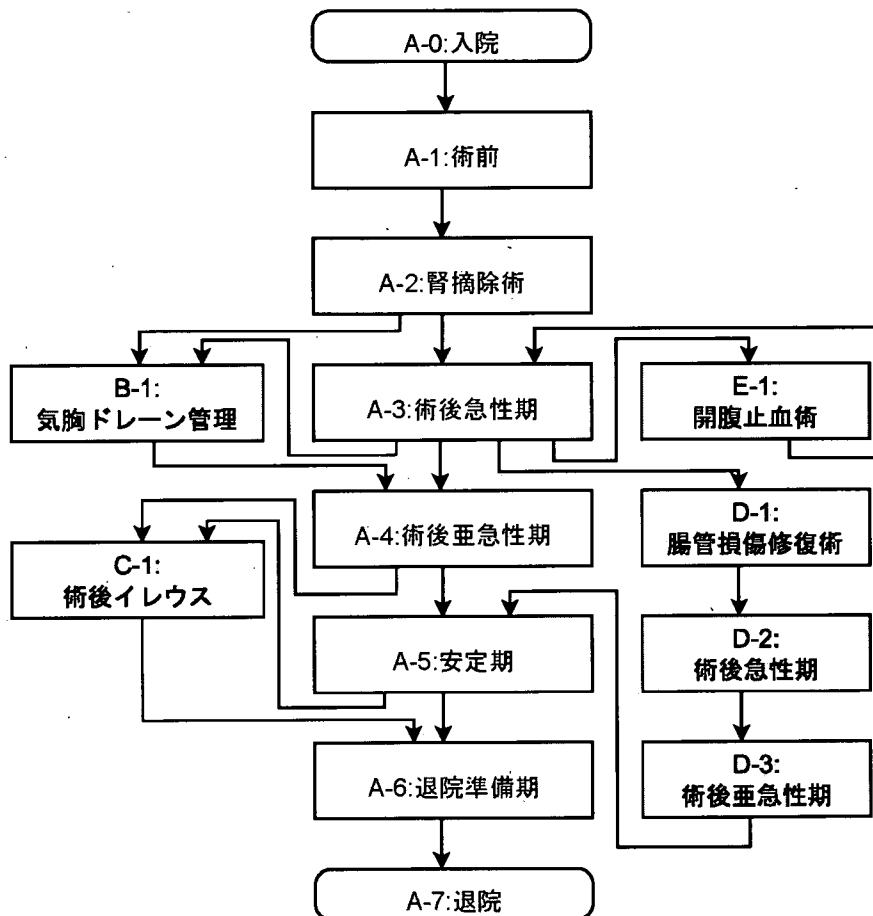 A-0:入院
A-1:術前
A-2:腎摘除術
B-1:
気胸ドレーン管理
A-3:術後急性期
E-1:
開腹止血術
A-4:術後亜急性期
D-1:
腸管損傷修復術
C-1:
術後イレウス
A-5:安定期
D-2:
術後急性期
A-6:退院準備期
D-3:
術後亜急性期
A-7:退院